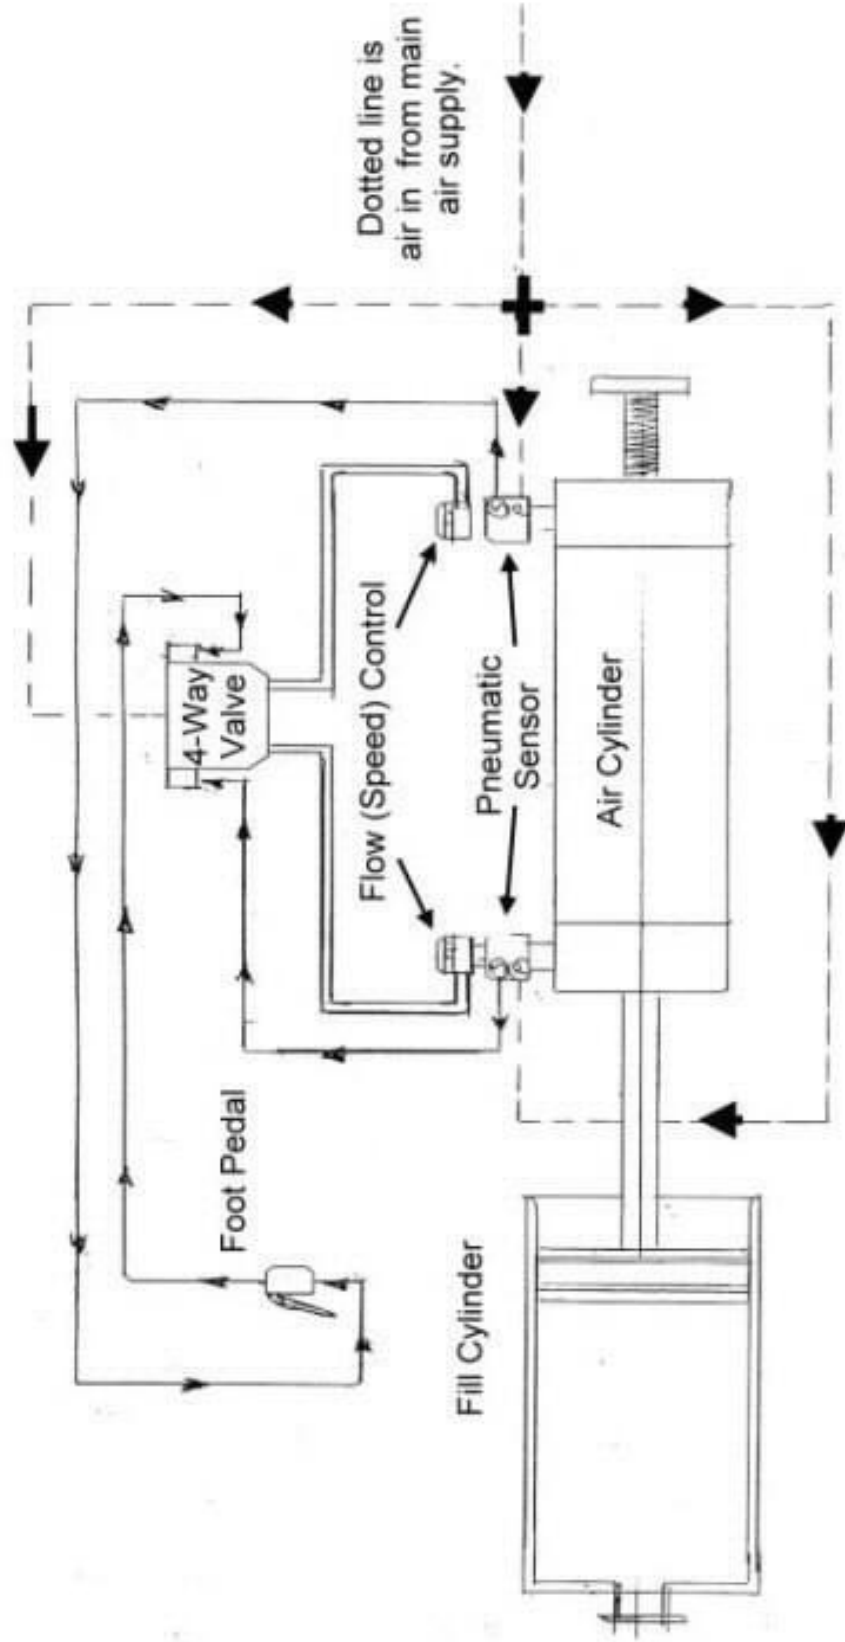 Dotted line is
air in from main
air supply.
4-Way
Valve
Flow (Speed) Control
Pneumatic
Sensor
Air Cylinder
Foot Pedal
Fill Cylinder